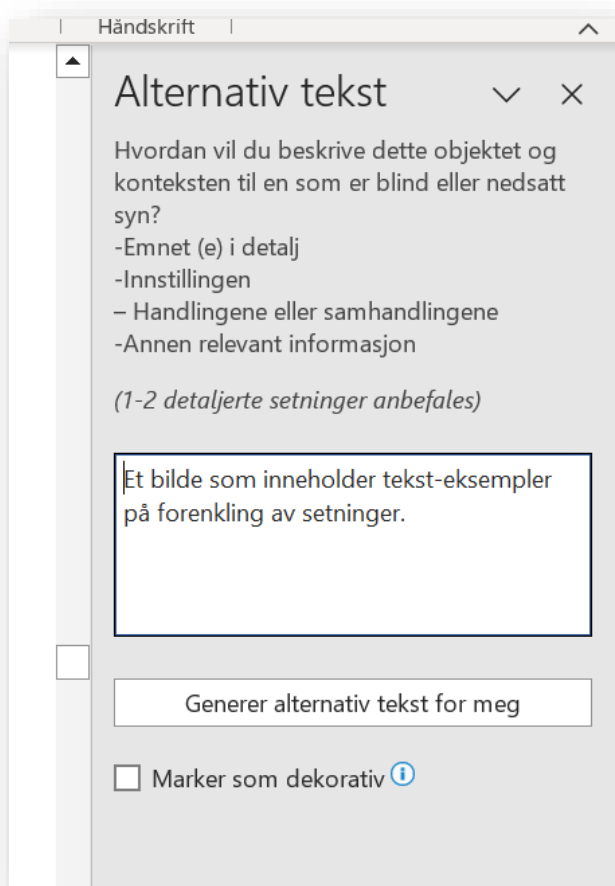 Håndskrift
Alternativ tekst
Hvordan vil du beskrive dette objektet og
konteksten til en som er blind eller nedsatt
syn?
-Emnet (e) i detalj
-Innstillingen
– Handlingene eller samhandlingene
-Annen relevant informasjon
(1-2 detaljerte setninger anbefales)
Et bilde som inneholder tekst-eksempler
på forenkling av setninger.
Generer alternativ tekst for meg
Marker som dekorativ